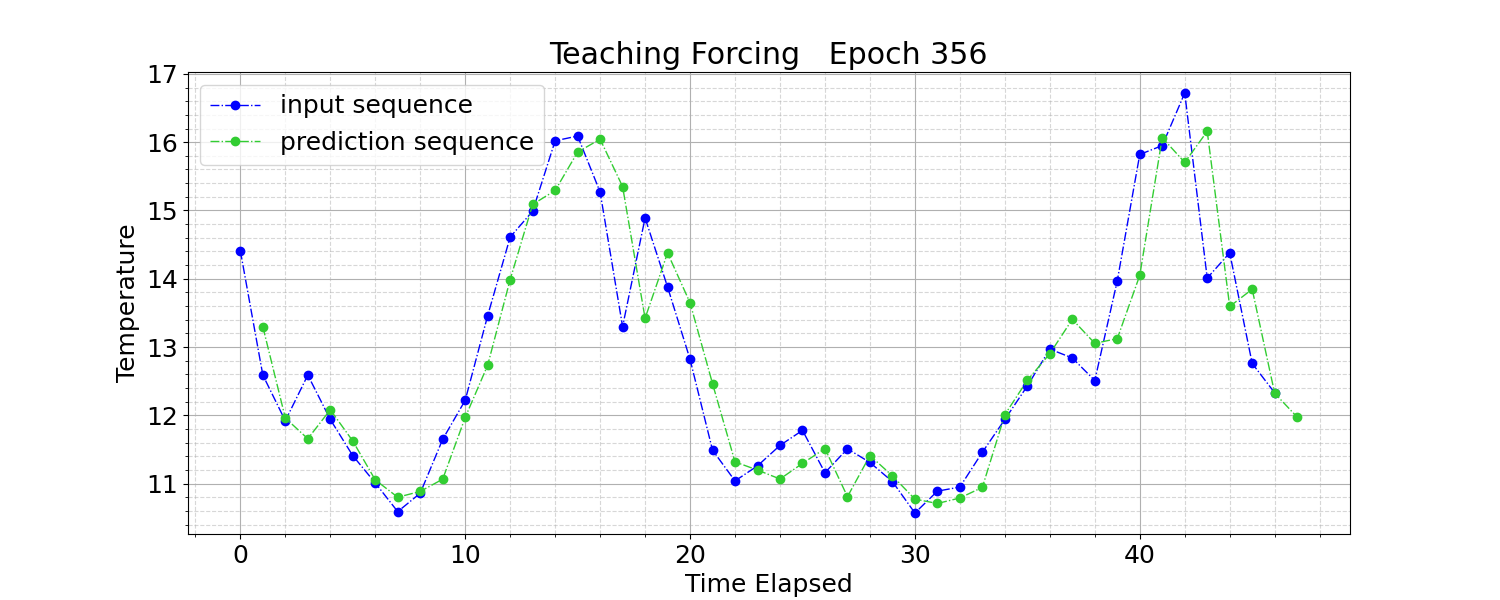 Teaching Forcing   Epoch 356
17
16
15
14
13
12
11
Temperature
input sequence
prediction sequence
0 10 20 30 40
Time Elapsed